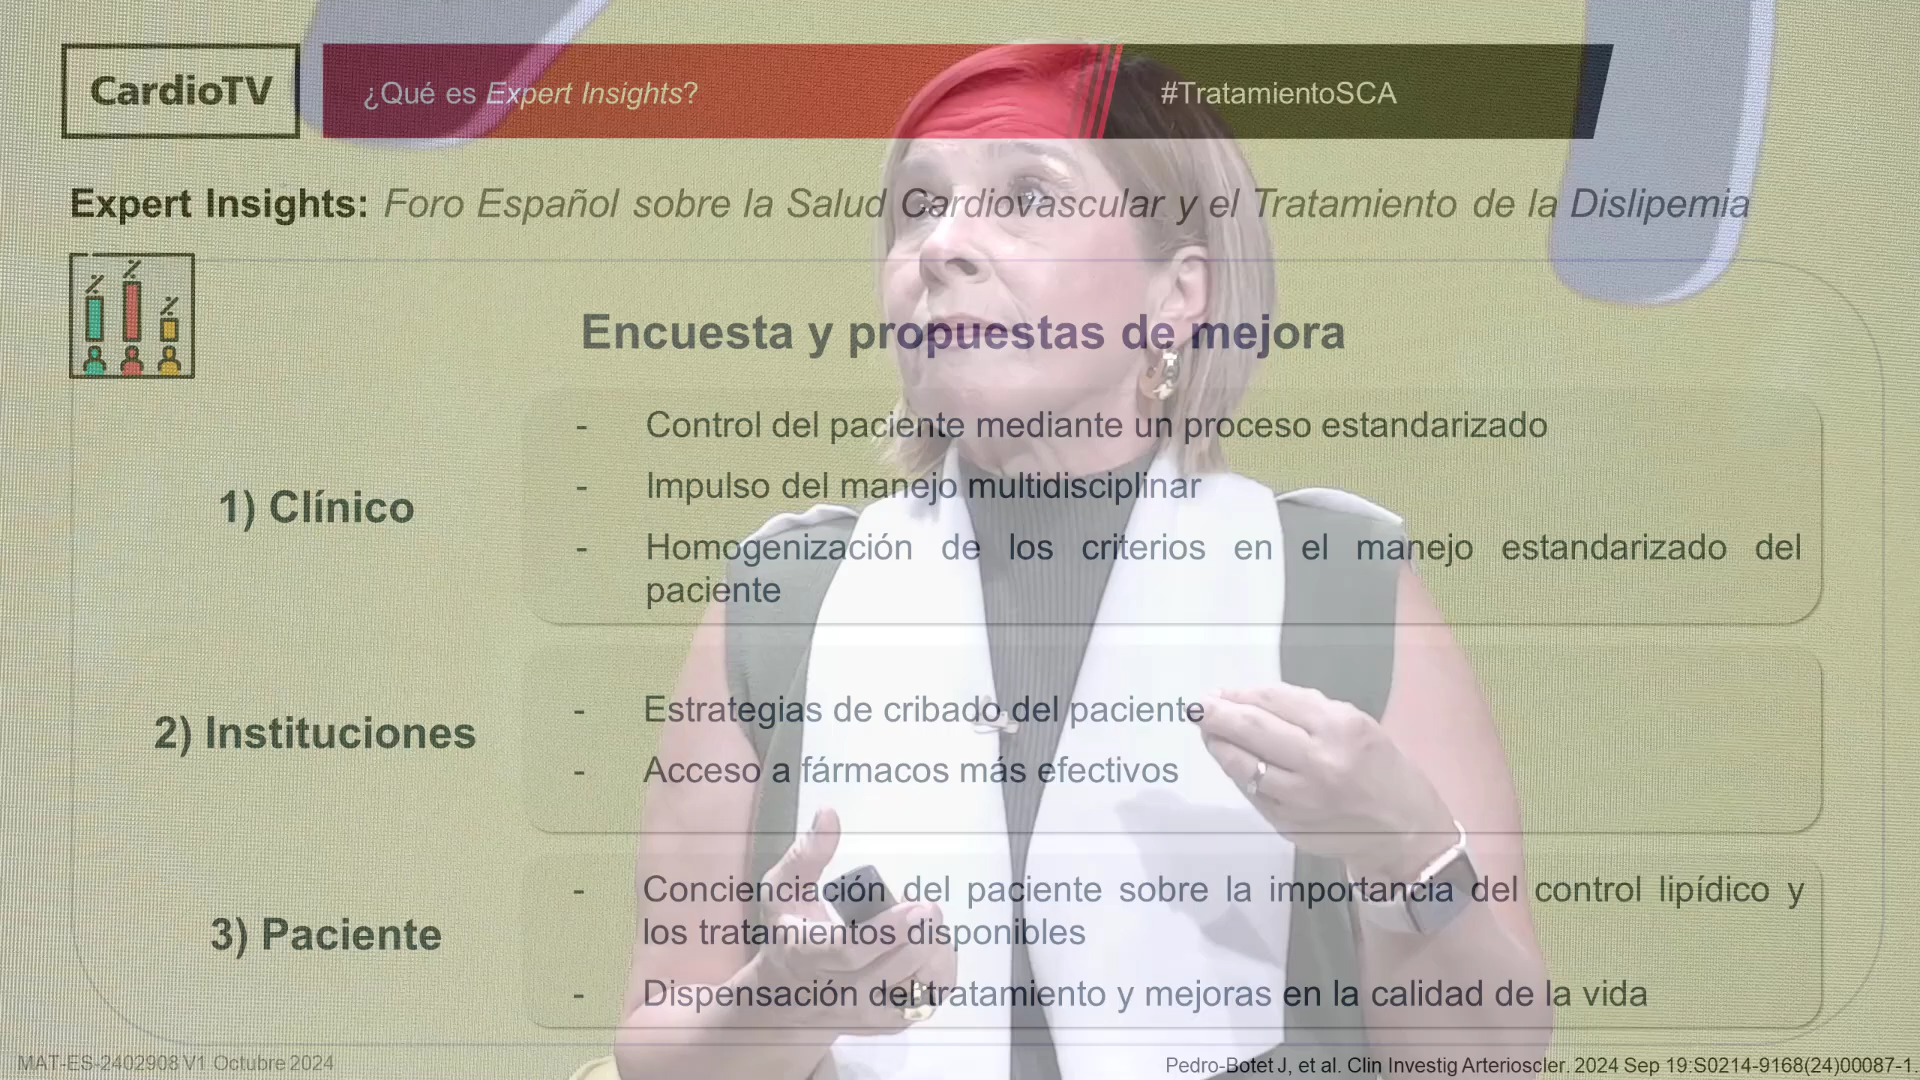 CardioTV
¿Qué es Expert Insights?
#TratamientoSCA
Expert Insights: Foro Español sobre la Salud Cardiovascular y el Tratamiento de la Dislipemia
Encuesta y propuestas de mejora
1) Clínico
- Control del paciente mediante un proceso estandarizado
- Impulso del manejo multidisciplinar
- Homogenización de los criterios en el manejo estandarizado del
paciente
2) Instituciones
- Estrategias de cribado del paciente
- Acceso a fármacos más efectivos
3) Paciente
- Concienciación del paciente sobre la importancia del control lipídico y
los tratamientos disponibles
- Dispensación del tratamiento y mejoras en la calidad de la vida
MAT-ES-2402908 V1 Octubre 2024
Pedro-Botet J, et al. Clin Investig Arterioscler. 2024 Sep 19:S0214-9168(24)00087-1.